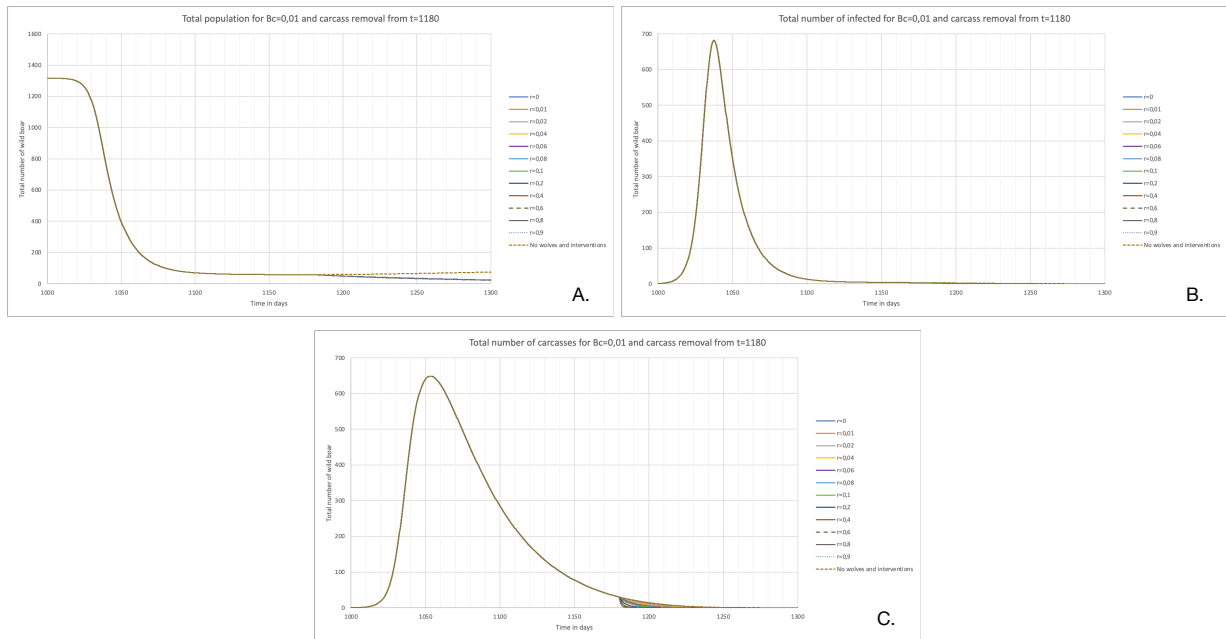 Total population for Bc=0,01 and carcass removal from t=1180
1600
1400
1200
1000
800
600
400
200
0
Total number of wild boar
1000 1050 1100 1150 1200 1250 1300
Time in days
r=0
r=0,01
r=0,02
r=0,04
r=0,06
r=0,08
r=0,1
r=0,2
r=0,4
r=0,6
r=0,8
r=0,9
No wolves and interventions
A.
Total number of infected for Bc=0,01 and carcass removal from t=1180
700
600
500
400
300
200
100
0
Total number of wild boar
1000 1050 1100 1150 1200 1250 1300
Time in days
r=0
r=0,01
r=0,02
r=0,04
r=0,06
r=0,08
r=0,1
r=0,2
r=0,4
r=0,6
r=0,8
r=0,9
No wolves and interventions
B.
Total number of carcasses for Bc=0,01 and carcass removal from t=1180
700
600
500
400
300
200
100
0
Total number of wild boar
1000 1050 1100 1150 1200 1250 1300
Time in days
r=0
r=0,01
r=0,02
r=0,04
r=0,06
r=0,08
r=0,1
r=0,2
r=0,4
r=0,6
r=0,8
r=0,9
No wolves and interventions
C.